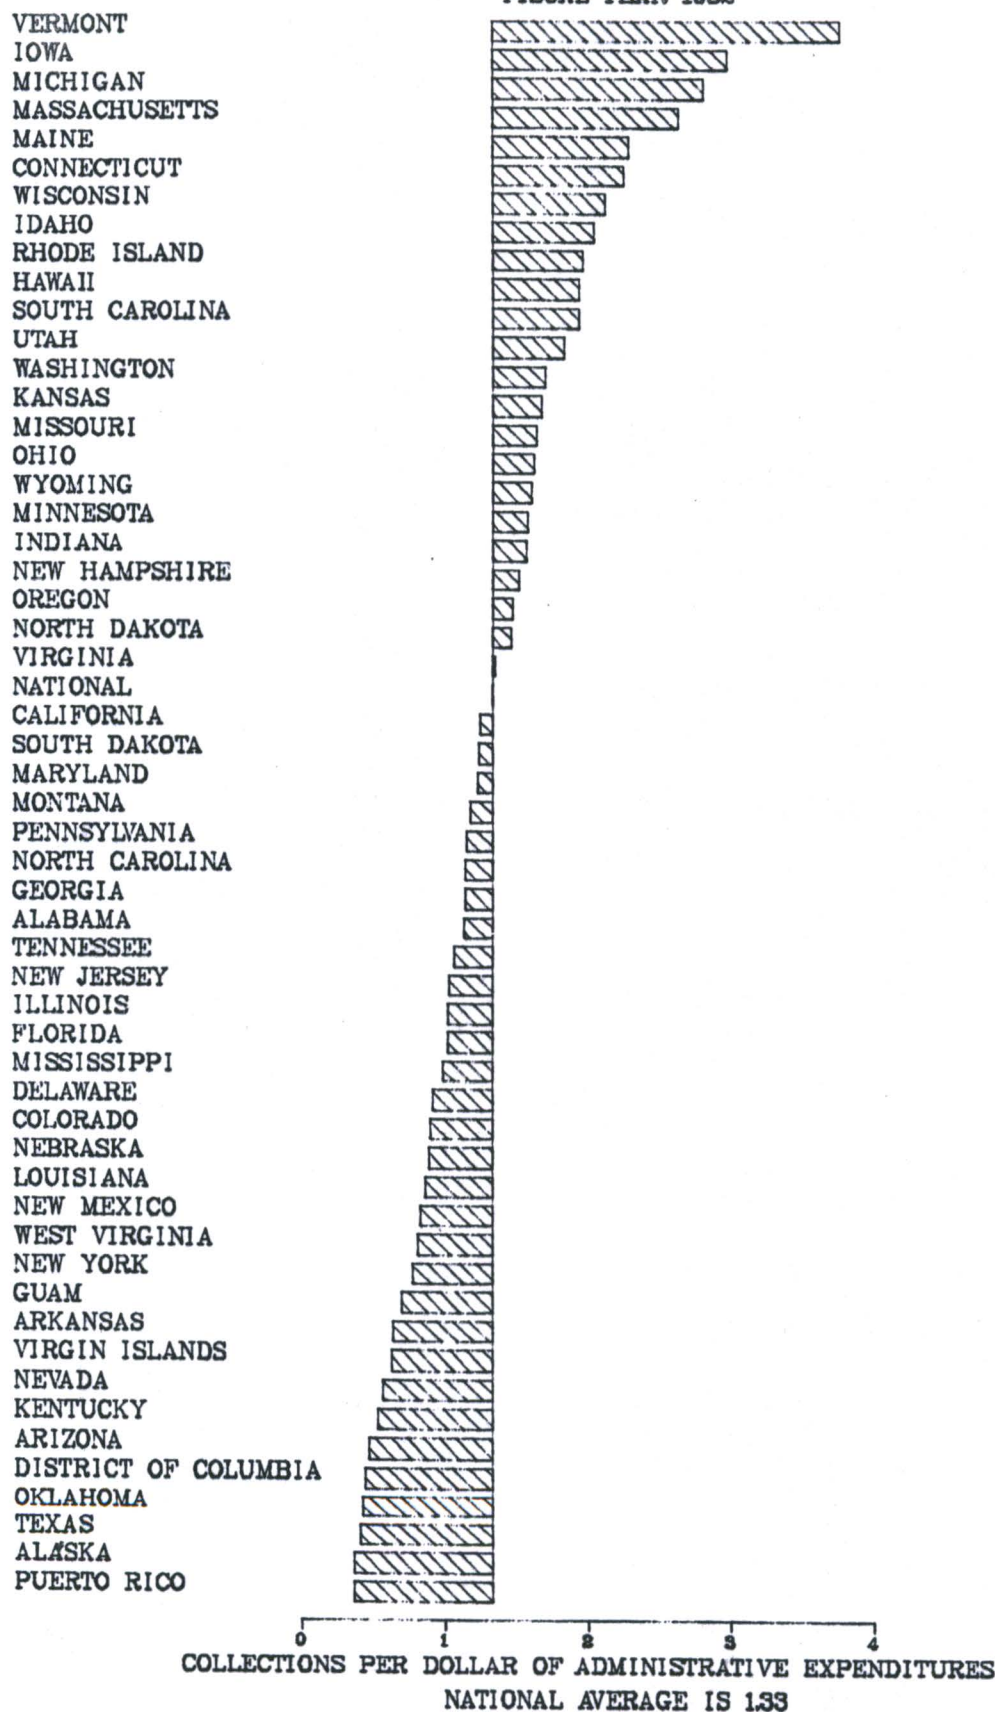 VERMONT
IOWA
MICHIGAN
MASSACHUSETTS
MAINE
CONNECTICUT
WISCONSIN
IDAHO
RHODE ISLAND
HAWAII
SOUTH CAROLINA
UTAH
WASHINGTON
KANSAS
MISSOURI
OHIO
WYOMING
MINNESOTA
INDIANA
NEW HAMPSHIRE
OREGON
NORTH DAKOTA
VIRGINIA
NATIONAL
CALIFORNIA
SOUTH DAKOTA
MARYLAND
MONTANA
PENNSYLVANIA
NORTH CAROLINA
GEORGIA
ALABAMA
TENNESSEE
NEW JERSEY
ILLINOIS
FLORIDA
MISSISSIPPI
DELAWARE
COLORADO
NEBRASKA
LOUISIANA
NEW MEXICO
WEST VIRGINIA
NEW YORK
GUAM
ARKANSAS
VIRGIN ISLANDS
NEVADA
KENTUCKY
ARIZONA
DISTRICT OF COLUMBIA
OKLAHOMA
TEXAS
ALASKA
PUERTO RICO
0 1 2 3 4
COLLECTIONS PER DOLLAR OF ADMINISTRATIVE EXPENDITURES
NATIONAL AVERAGE IS 1.33